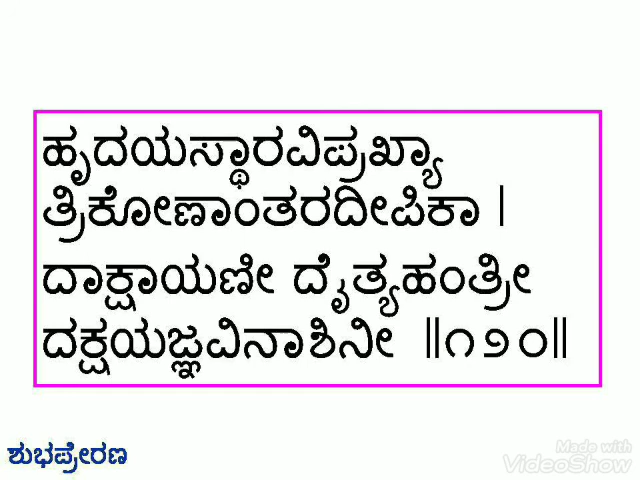 ಹೃದಯಸ್ಥಾರವಿಪ್ರಖ್ಯಾ
ತ್ರಿಕೋಣಾಂತರದೀಪಿಕಾ |
ದಾಕ್ಷಾಯಣೀ ದೈತ್ಯಹಂತ್ರೀ
ದಕ್ಷಯಜ್ಞವಿನಾಶಿನೀ ||೧೨೦||
ಶುಭಪ್ರೇರಣ
Made with
VideoShow